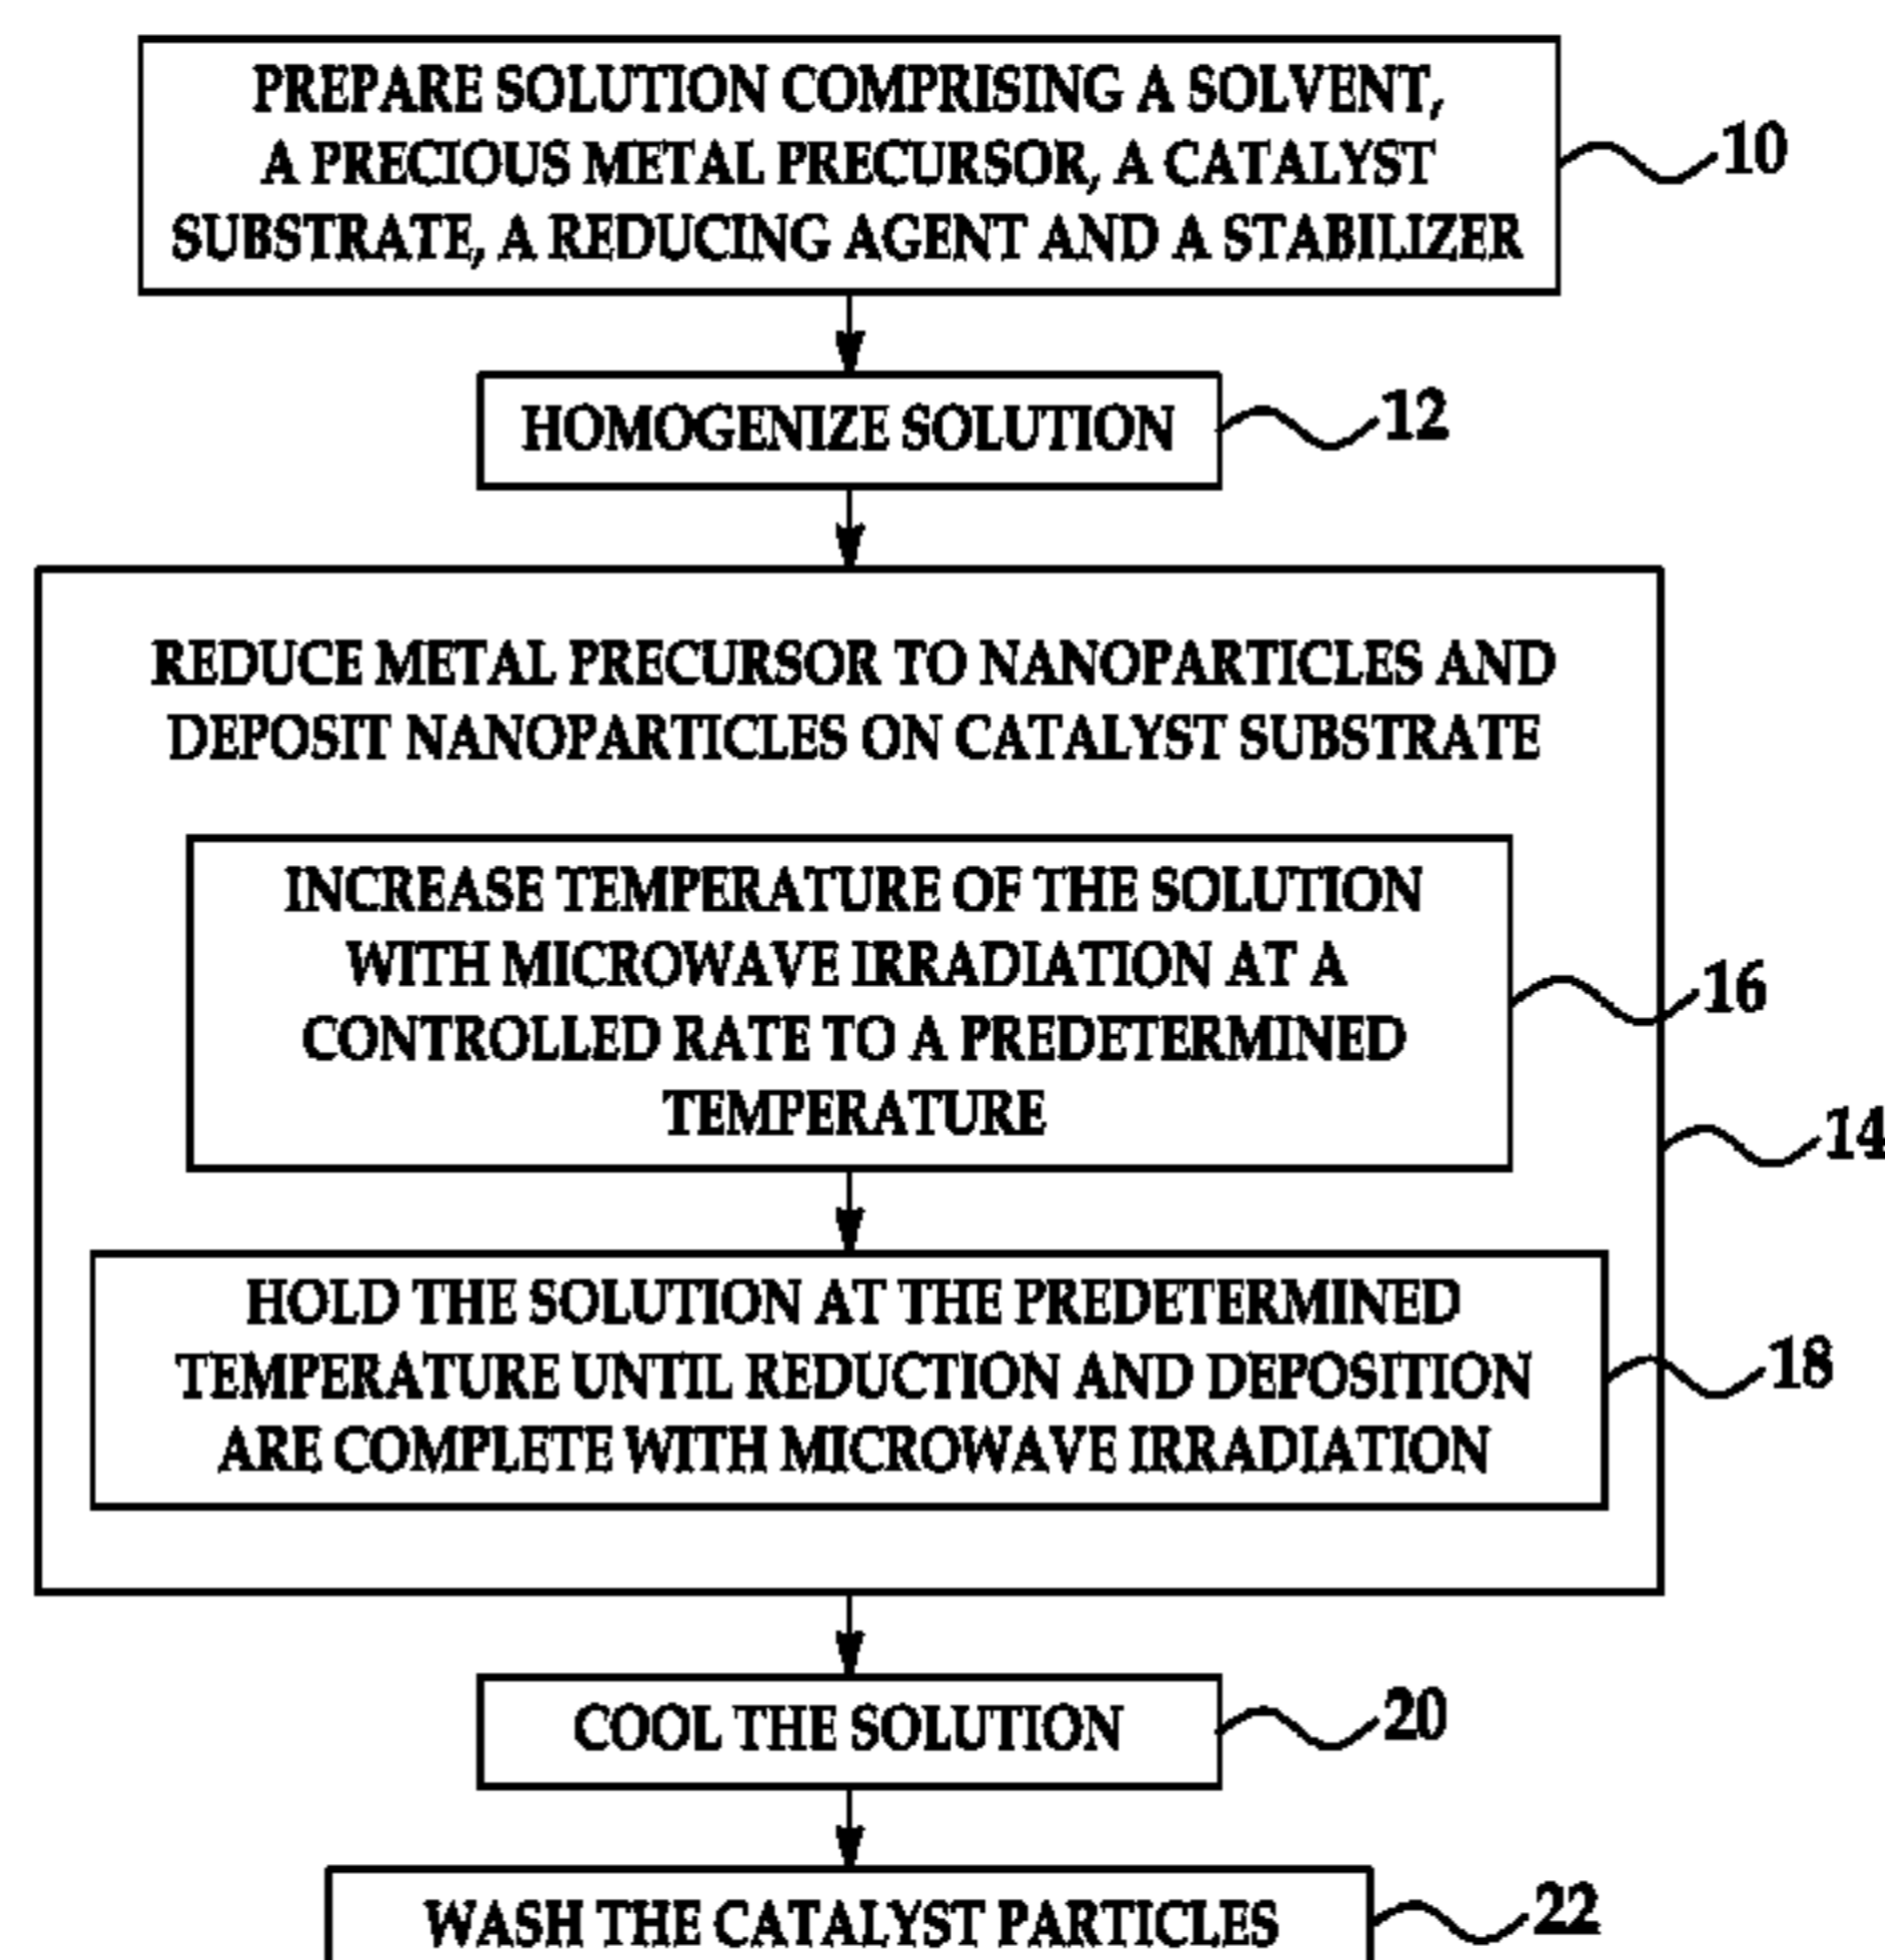 PREPARE SOLUTION COMPRISING A SOLVENT,
A PRECIOUS METAL PRECURSOR, A CATALYST
SUBSTRATE, A REDUCING AGENT AND A STABILIZER
10
HOMOGENIZE SOLUTION
12
REDUCE METAL PRECURSOR TO NANOPARTICLES AND
DEPOSIT NANOPARTICLES ON CATALYST SUBSTRATE
INCREASE TEMPERATURE OF THE SOLUTION
WITH MICROWAVE IRRADIATION AT A
CONTROLLED RATE TO A PREDETERMINED
TEMPERATURE
16
14
HOLD THE SOLUTION AT THE PREDETERMINED
TEMPERATURE UNTIL REDUCTION AND DEPOSITION
ARE COMPLETE WITH MICROWAVE IRRADIATION
18
COOL THE SOLUTION
20
WASH THE CATALYST PARTICLES
22